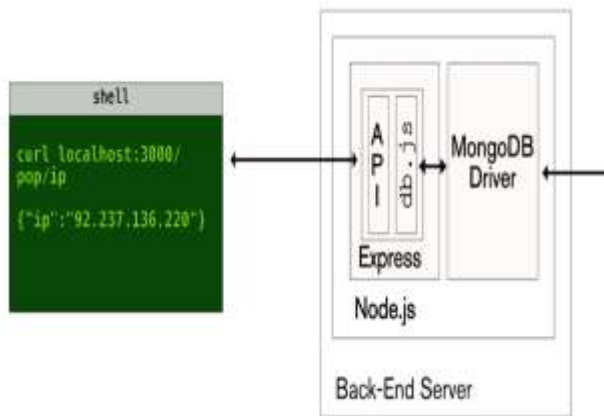 shell
curl localhost:3000/
pop/ip
{"ip":"92.237.136.220"}
API
db.js
MongoDB
Driver
Express
Node.js
Back-End Server